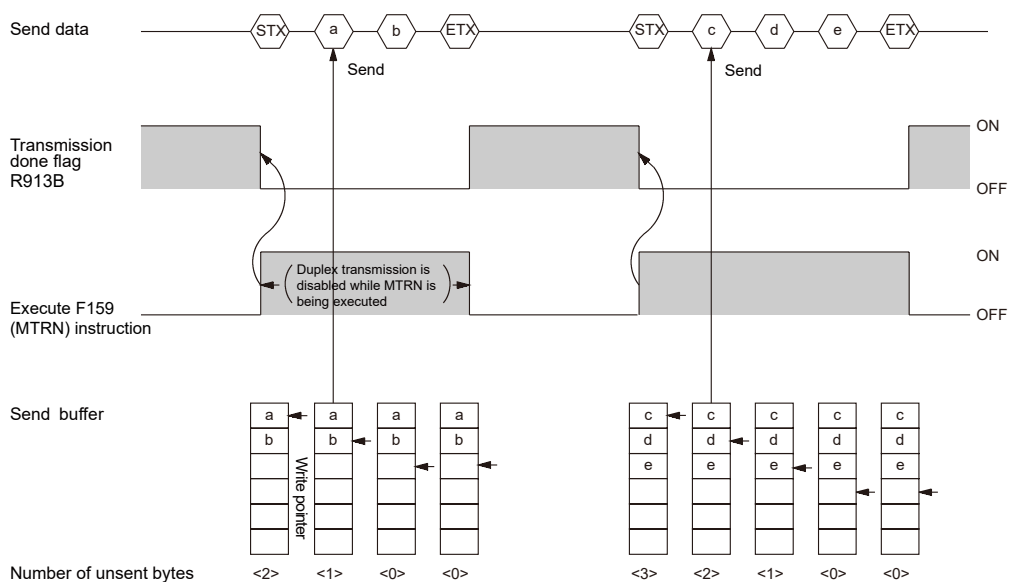 Send data
STX a b ETX STX c d e ETX
Send Send
Transmission
done flag
R913B
ON
OFF
Duplex transmission is
disabled while MTRN is
being executed
ON
Execute F159
(MTRN) instruction
OFF
Send buffer
a a a a c c c c c
b b b b d d d d d
e e e e e
Write pointer
Number of unsent bytes <2> <1> <0> <0> <3> <2> <1> <0> <0>